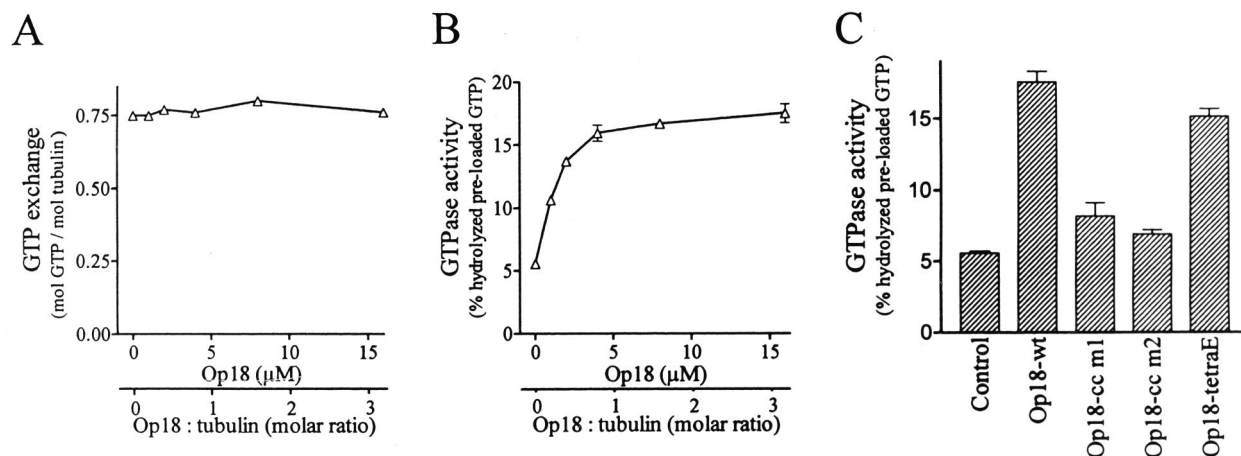 A
GTP exchange
(mol GTP / mol tubulin)
0.75
0.50
0.25
0.00
0 5 10 15
Op18 (μM)
0 1 2 3
Op18 : tubulin (molar ratio)
B
GTPase activity
(% hydrolyzed pre-loaded GTP)
20
15
10
5
0
0 5 10 15
Op18 (μM)
0 1 2 3
Op18 : tubulin (molar ratio)
C
GTPase activity
(% hydrolyzed pre-loaded GTP)
15
10
5
0
Control
Op18-wt
Op18-cc m1
Op18-cc m2
Op18-tetraE